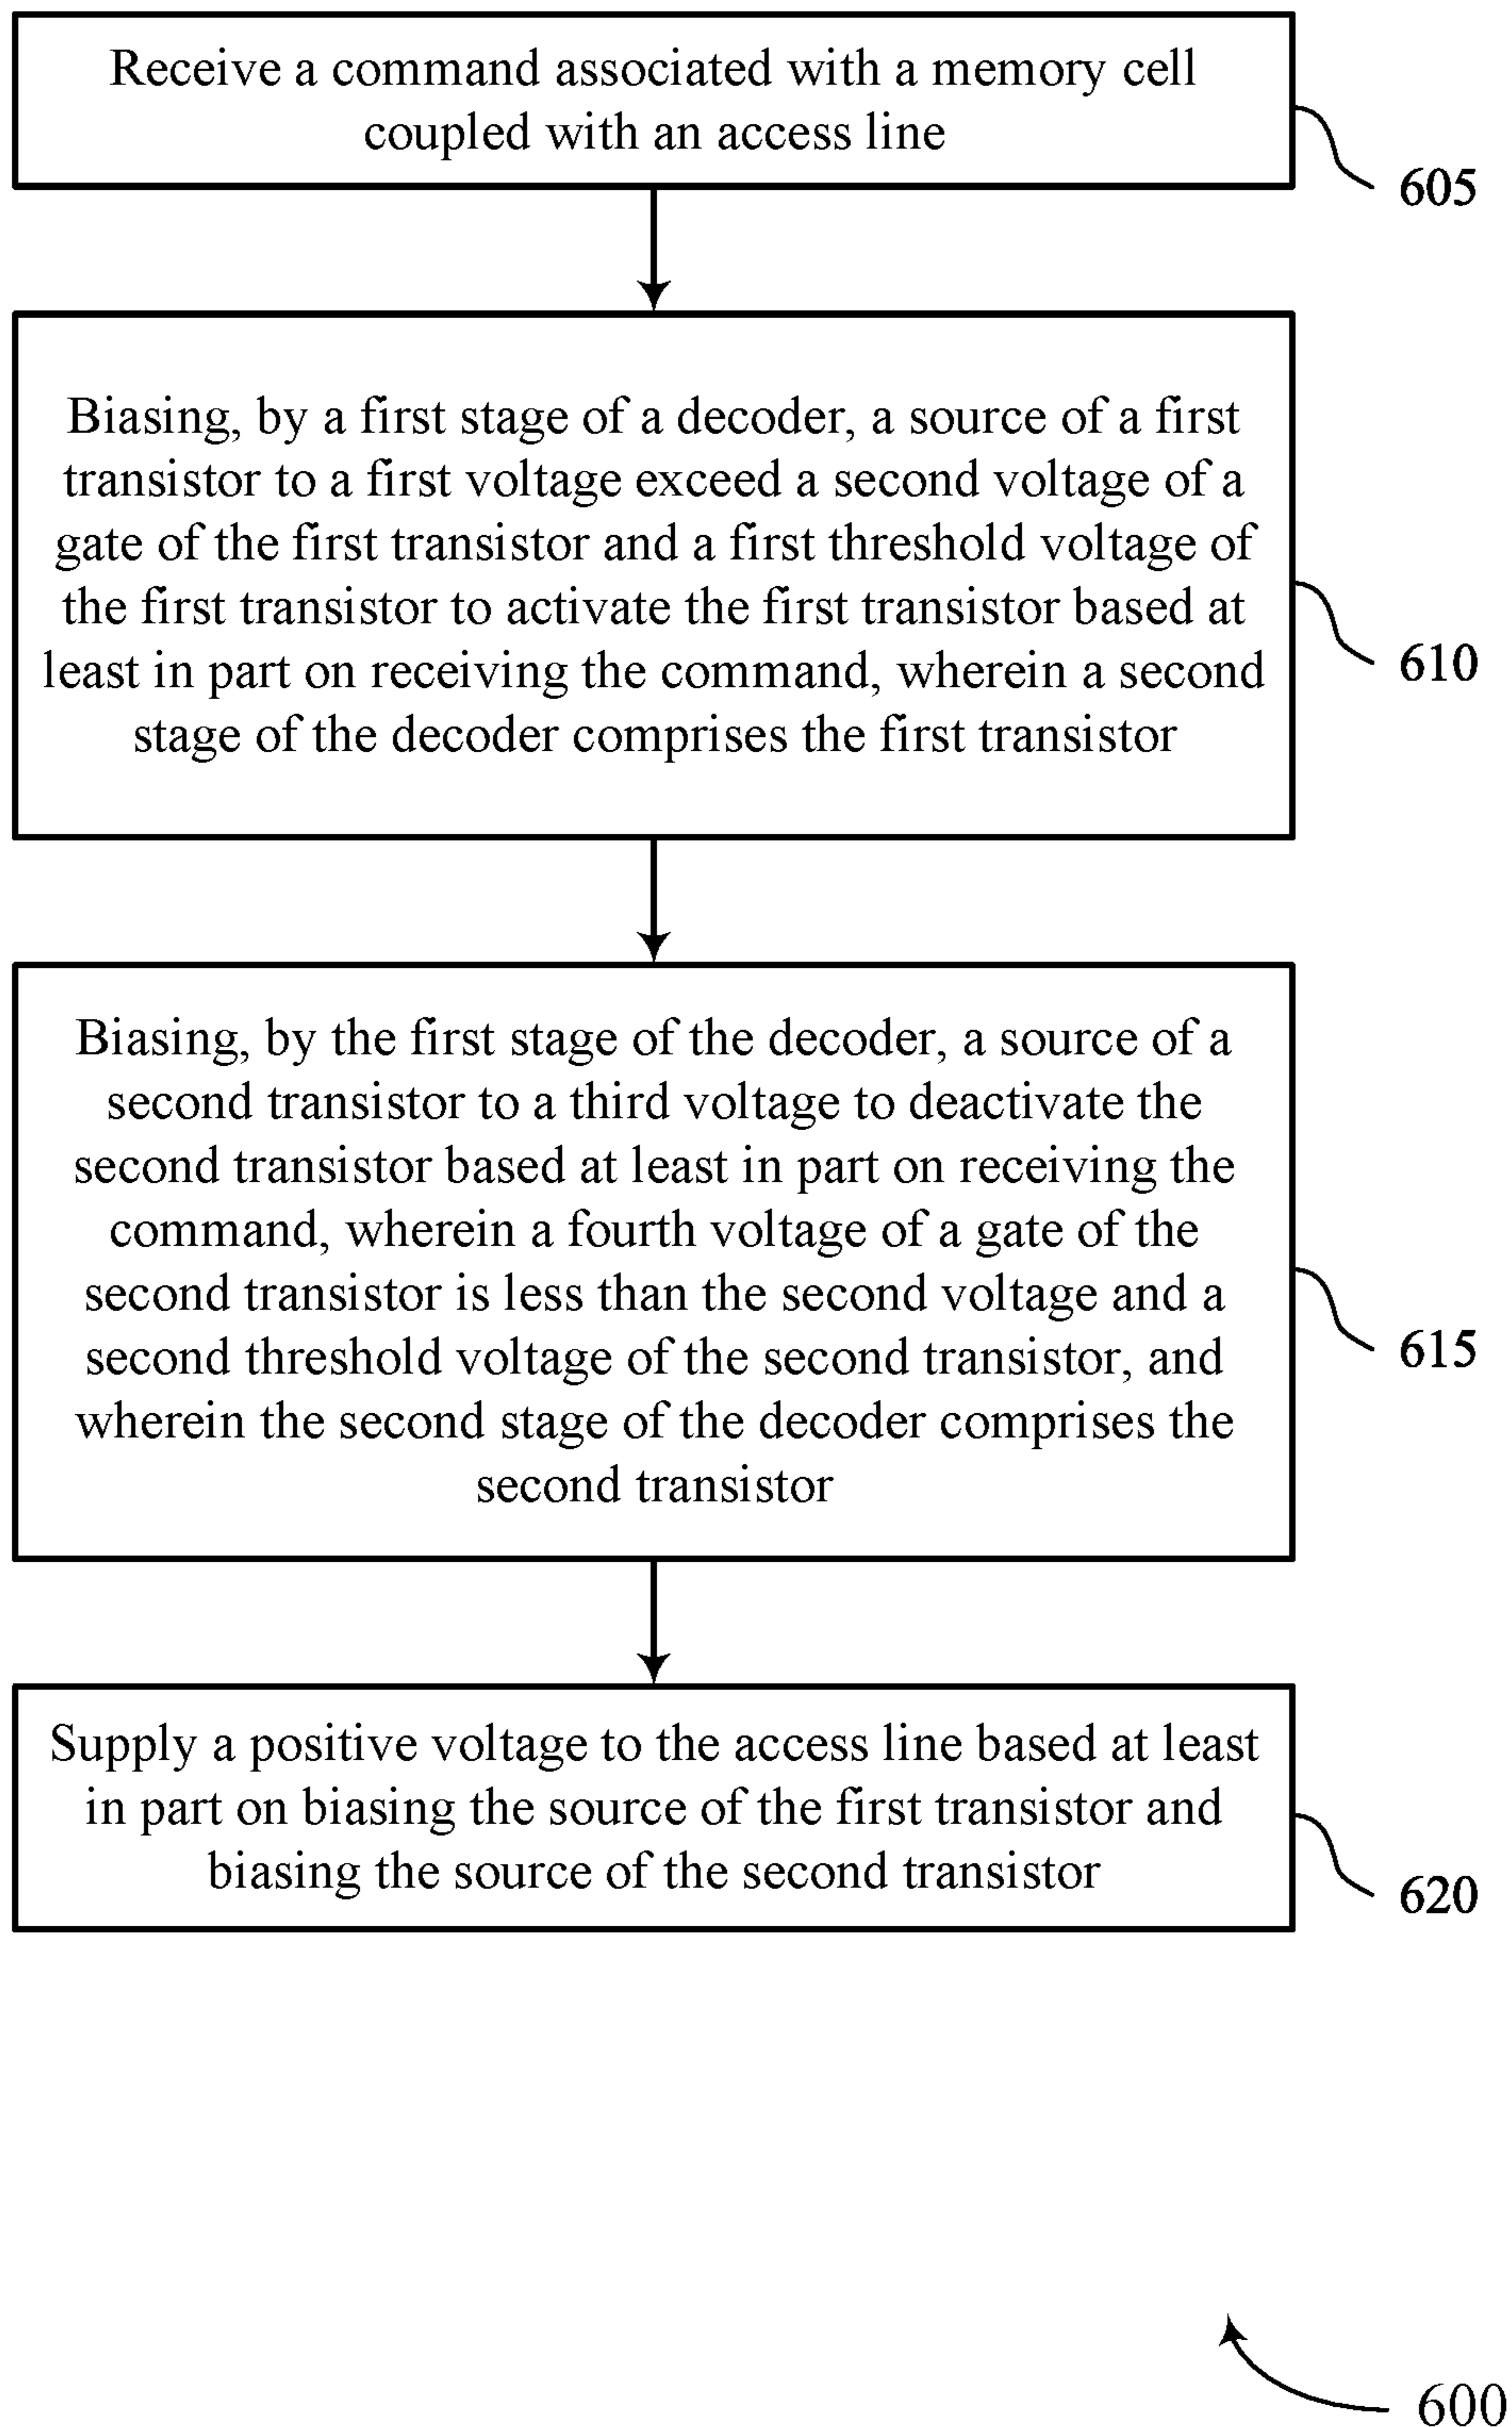 Receive a command associated with a memory cell
coupled with an access line
605
Biasing, by a first stage of a decoder, a source of a first
transistor to a first voltage exceed a second voltage of a
gate of the first transistor and a first threshold voltage of
the first transistor to activate the first transistor based at
least in part on receiving the command, wherein a second
stage of the decoder comprises the first transistor
610
Biasing, by the first stage of the decoder, a source of a
second transistor to a third voltage to deactivate the
second transistor based at least in part on receiving the
command, wherein a fourth voltage of a gate of the
second transistor is less than the second voltage and a
second threshold voltage of the second transistor, and
wherein the second stage of the decoder comprises the
second transistor
615
Supply a positive voltage to the access line based at least
in part on biasing the source of the first transistor and
biasing the source of the second transistor
620
600